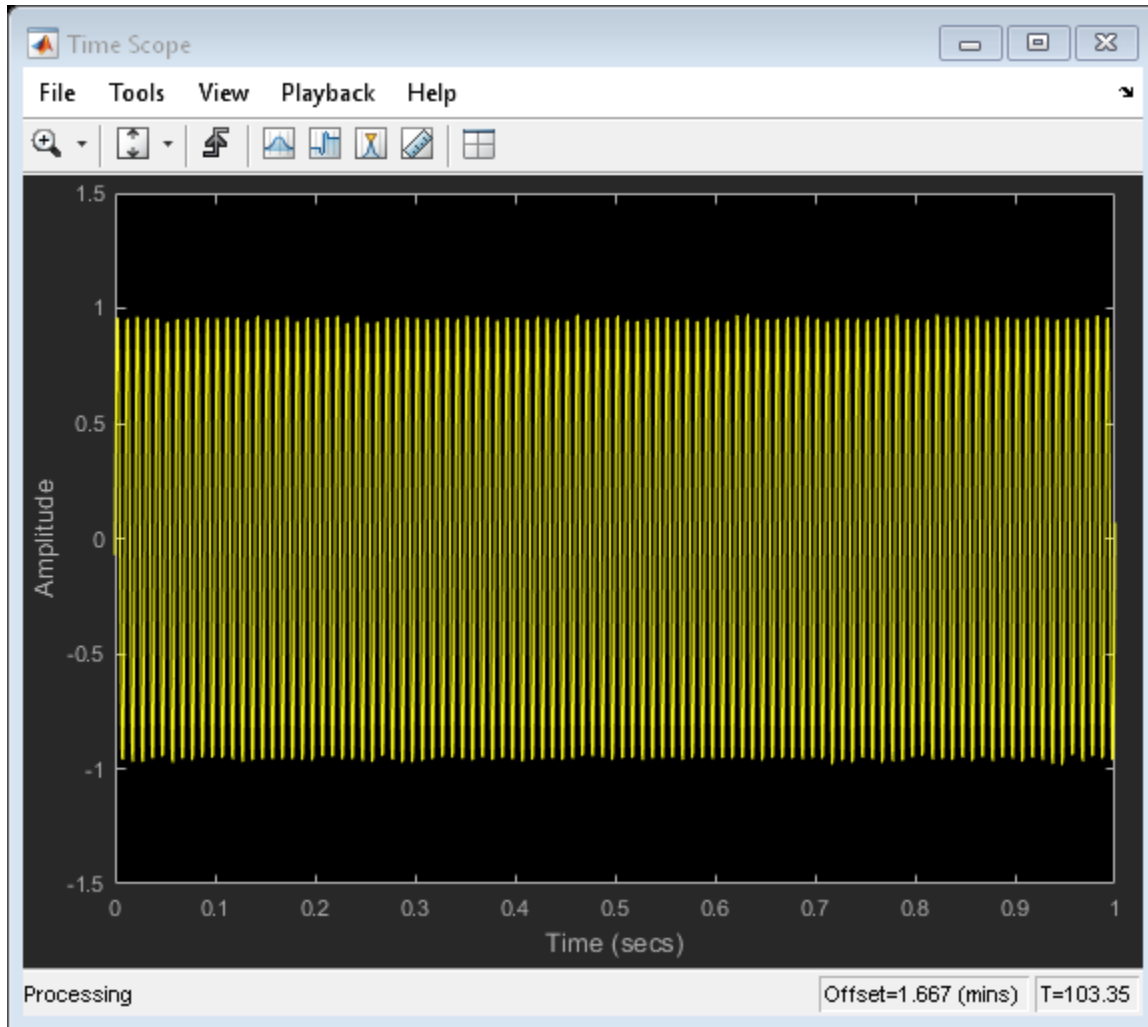 Time Scope
File Tools View Playback Help
1.5
1
0.5
0
-0.5
-1
-1.5
Amplitude
0 0.1 0.2 0.3 0.4 0.5 0.6 0.7 0.8 0.9 1
Time (secs)
Processing Offset=1.667 (mins) T=103.35